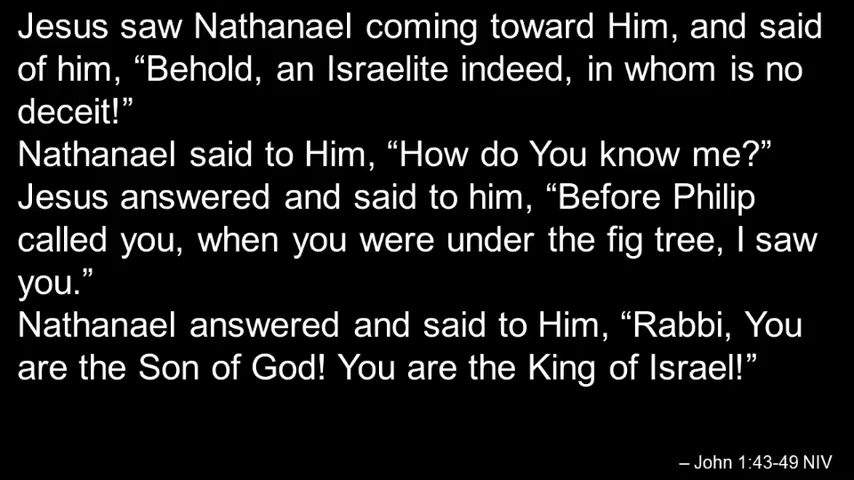 Jesus saw Nathanael coming toward Him, and said
of him, “Behold, an Israelite indeed, in whom is no
deceit!”
Nathanael said to Him, “How do You know me?”
Jesus answered and said to him, “Before Philip
called you, when you were under the fig tree, I saw
you.”
Nathanael answered and said to Him, “Rabbi, You
are the Son of God! You are the King of Israel!”
– John 1:43-49 NIV